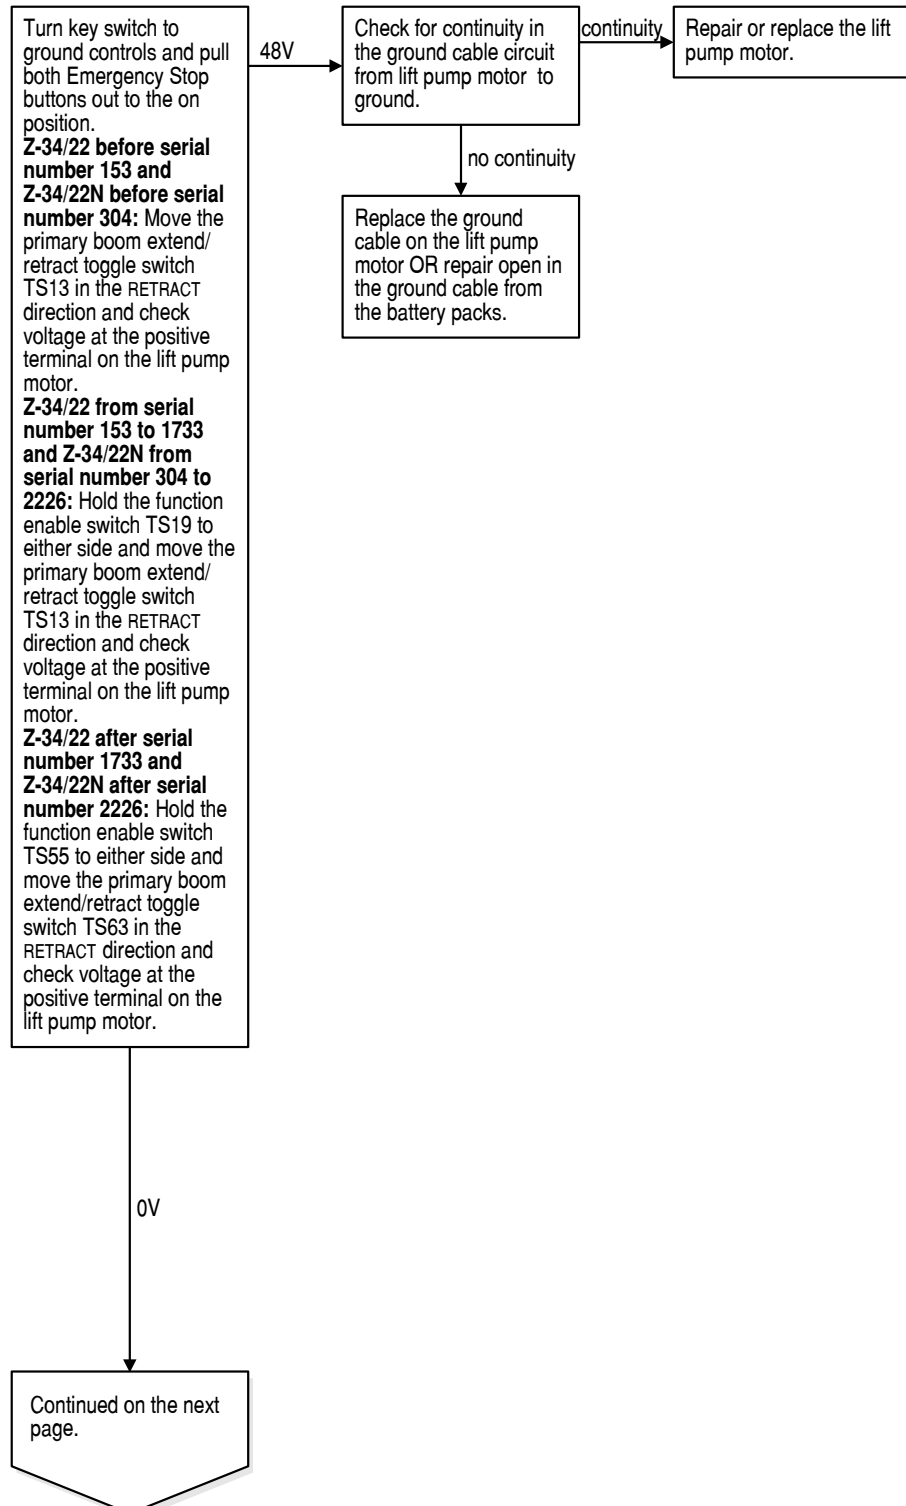 Turn key switch to
ground controls and pull
both Emergency Stop
buttons out to the on
position.
Z-34/22 before serial
number 153 and
Z-34/22N before serial
number 304: Move the
primary boom extend/
retract toggle switch
TS13 in the RETRACT
direction and check
voltage at the positive
terminal on the lift pump
motor.
Z-34/22 from serial
number 153 to 1733
and Z-34/22N from
serial number 304 to
2226: Hold the function
enable switch TS19 to
either side and move the
primary boom extend/
retract toggle switch
TS13 in the RETRACT
direction and check
voltage at the positive
terminal on the lift pump
motor.
Z-34/22 after serial
number 1733 and
Z-34/22N after serial
number 2226: Hold the
function enable switch
TS55 to either side and
move the primary boom
extend/retract toggle
switch TS63 in the
RETRACT direction and
check voltage at the
positive terminal on the
lift pump motor.
48V
Check for continuity in
the ground cable circuit
from lift pump motor to
ground.
continuity
Repair or replace the lift
pump motor.
no continuity
Replace the ground
cable on the lift pump
motor OR repair open in
the ground cable from
the battery packs.
0V
Continued on the next
page.